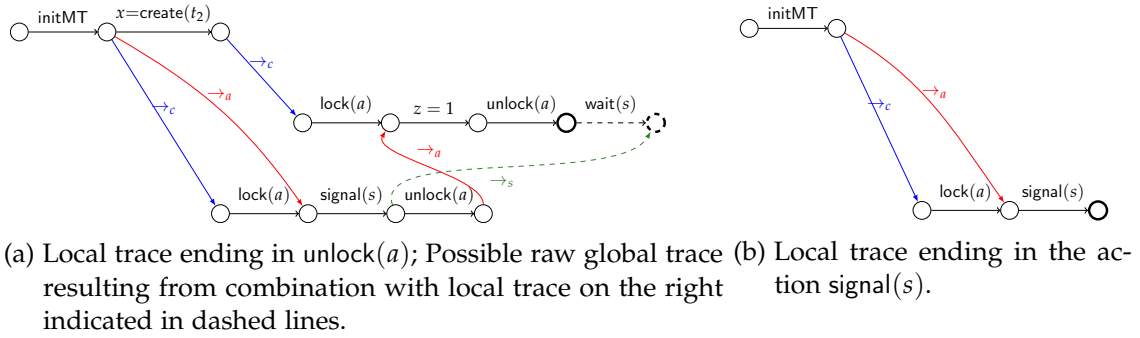 initMT x=create(t₂)
→c →a
lock(a) z = 1 unlock(a) wait(s)
→a
→s
lock(a) signal(s) unlock(a)
(a) Local trace ending in unlock(a); Possible raw global trace
resulting from combination with local trace on the right
indicated in dashed lines.
initMT
→c →a
lock(a) signal(s)
(b) Local trace ending in the ac-
tion signal(s).
→c